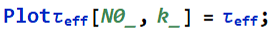 Plotτeff[N0_, k_] = τeff;